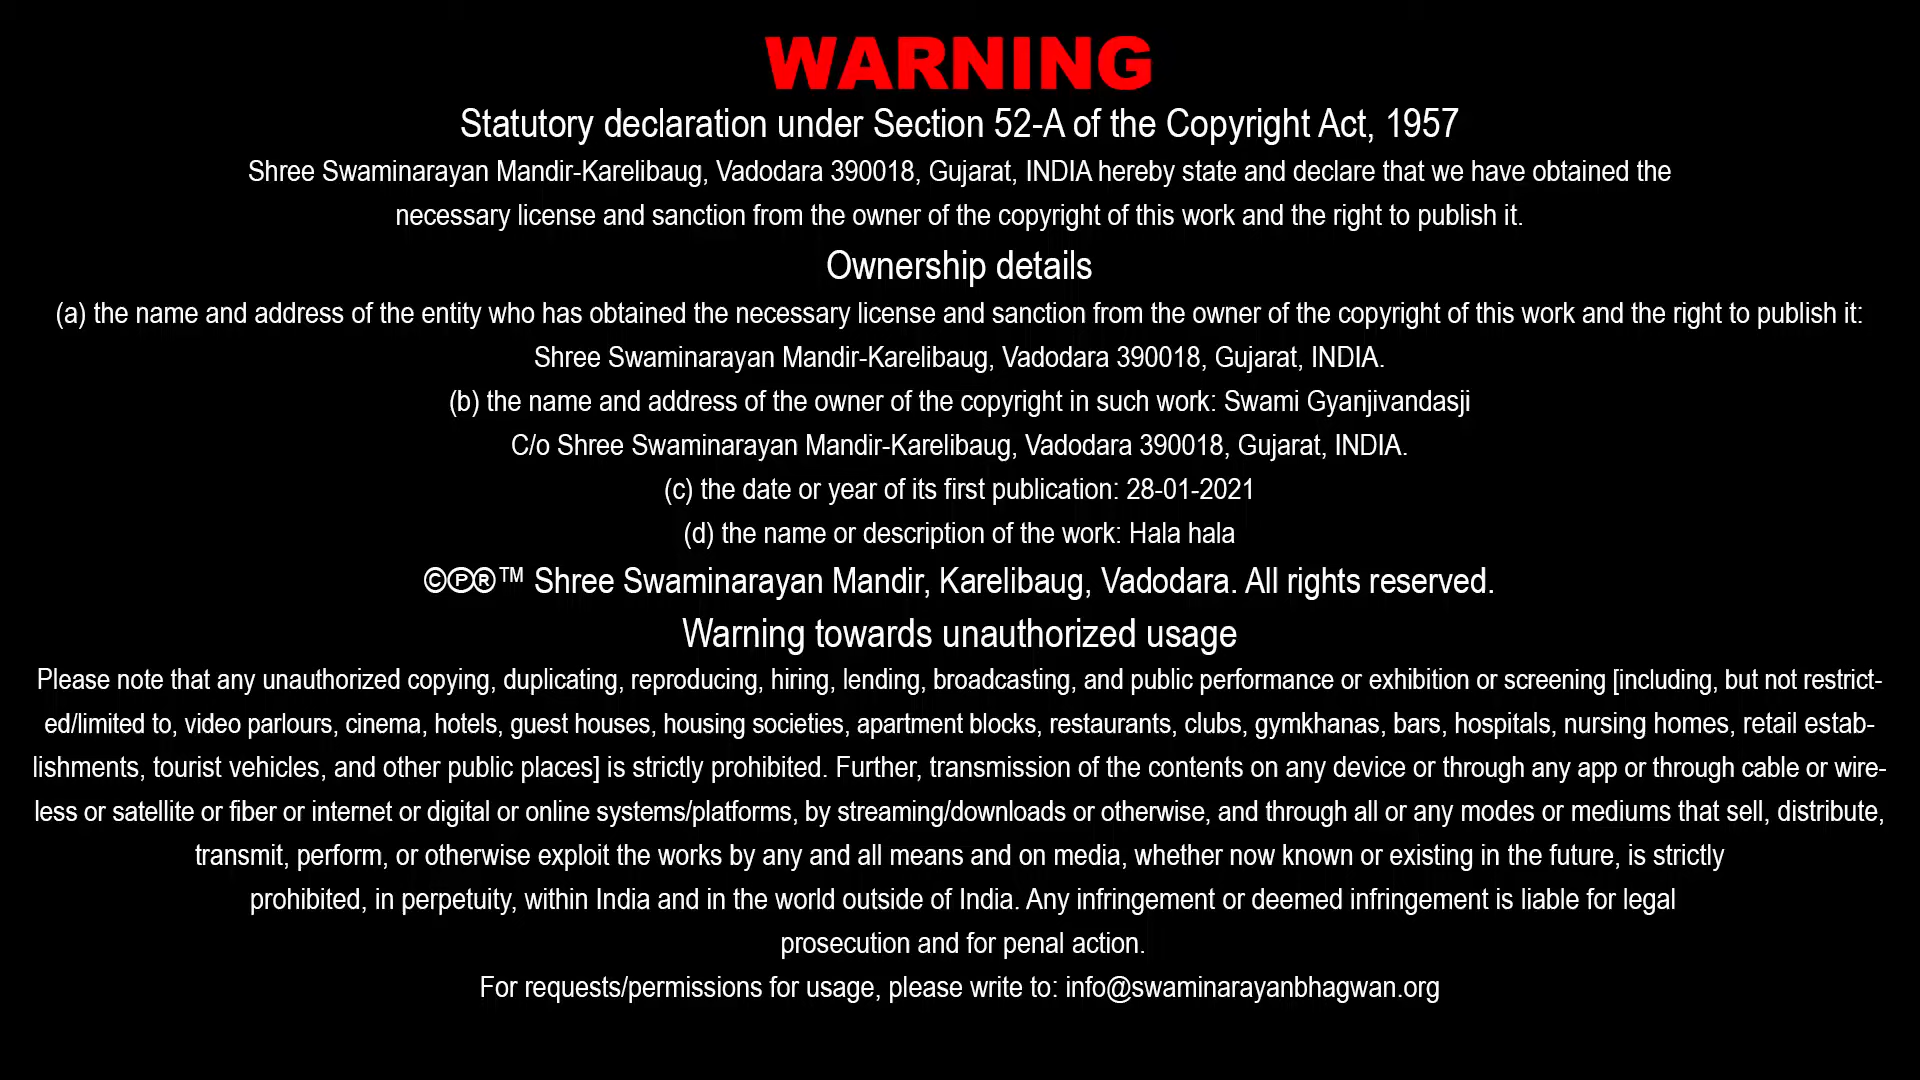 WARNING
Statutory declaration under Section 52-A of the Copyright Act, 1957
Shree Swaminarayan Mandir-Karelibaug, Vadodara 390018, Gujarat, INDIA hereby state and declare that we have obtained the
necessary license and sanction from the owner of the copyright of this work and the right to publish it.
Ownership details
(a) the name and address of the entity who has obtained the necessary license and sanction from the owner of the copyright of this work and the right to publish it:
Shree Swaminarayan Mandir-Karelibaug, Vadodara 390018, Gujarat, INDIA.
(b) the name and address of the owner of the copyright in such work: Swami Gyanjivandasji
C/o Shree Swaminarayan Mandir-Karelibaug, Vadodara 390018, Gujarat, INDIA.
(c) the date or year of its first publication: 28-01-2021
(d) the name or description of the work: Hala hala
©℗®™ Shree Swaminarayan Mandir, Karelibaug, Vadodara. All rights reserved.
Warning towards unauthorized usage
Please note that any unauthorized copying, duplicating, reproducing, hiring, lending, broadcasting, and public performance or exhibition or screening [including, but not restrict-
ed/limited to, video parlours, cinema, hotels, guest houses, housing societies, apartment blocks, restaurants, clubs, gymkhanas, bars, hospitals, nursing homes, retail estab-
lishments, tourist vehicles, and other public places] is strictly prohibited. Further, transmission of the contents on any device or through any app or through cable or wire-
less or satellite or fiber or internet or digital or online systems/platforms, by streaming/downloads or otherwise, and through all or any modes or mediums that sell, distribute,
transmit, perform, or otherwise exploit the works by any and all means and on media, whether now known or existing in the future, is strictly
prohibited, in perpetuity, within India and in the world outside of India. Any infringement or deemed infringement is liable for legal
prosecution and for penal action.
For requests/permissions for usage, please write to: info@swaminarayanbhagwan.org